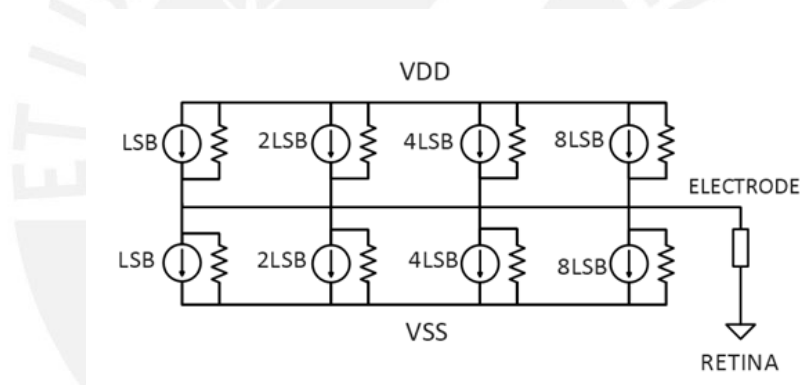 VDD
LSB 2LSB 4LSB 8LSB
ELECTRODE
LSB 2LSB 4LSB 8LSB
VSS
RETINA